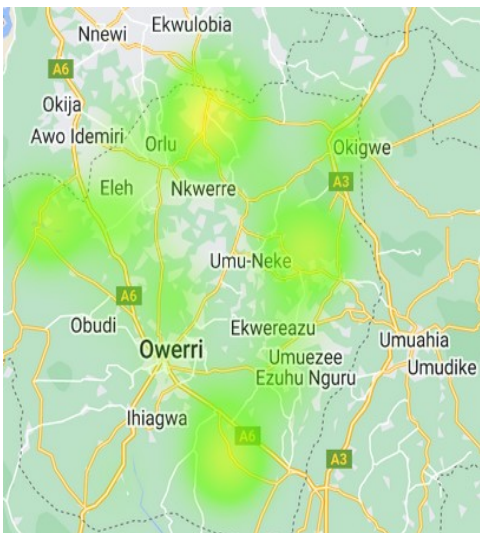 Ekwulobia
Nnewi
A6
Okija
Awo Idemiri
Orlu
Okigwe
Eleh
Nkwerre
A3
Umu-Neke
A6
Obudi
Ekwereazu
Owerri
Umuahia
Umuezee
Ezuhu Nguru
Umudike
Ihiagwa
A6
A3